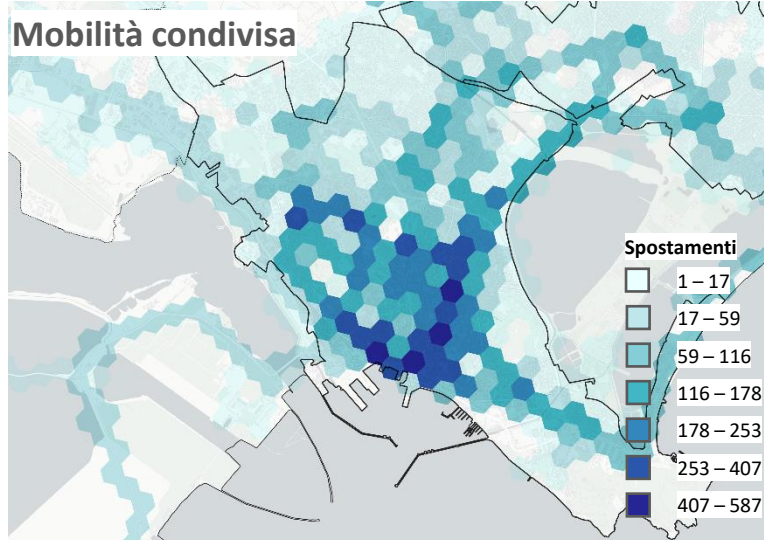 Mobilità condivisa
Spostamenti
1 – 17
17 – 59
59 – 116
116 – 178
178 – 253
253 – 407
407 – 587